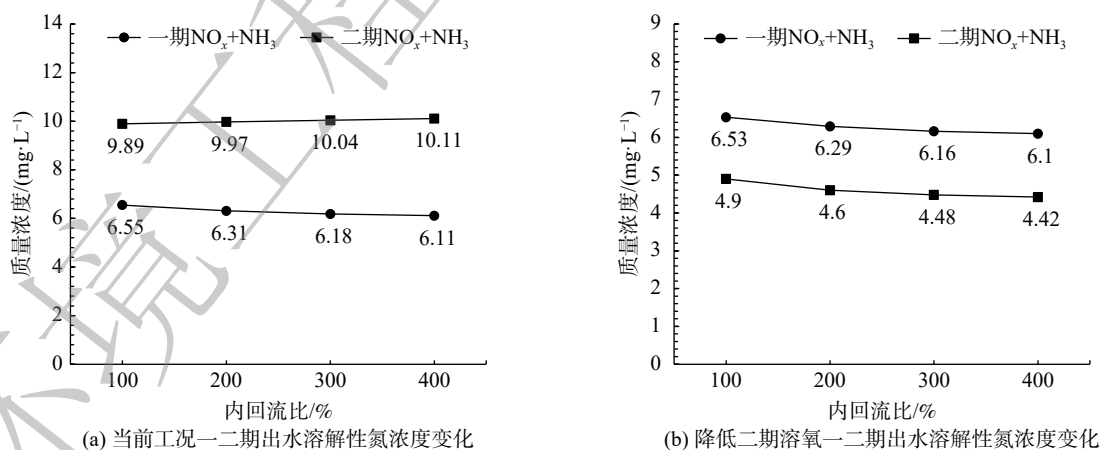 14
12
10
8
6
4
2
0
质量浓度/(mg·L⁻¹)
一期NOₓ+NH₃ 二期NOₓ+NH₃
9.89 9.97 10.04 10.11
6.55 6.31 6.18 6.11
100 200 300 400
内回流比/%
(a) 当前工况一二期出水溶解性氮浓度变化
9
8
7
6
5
4
3
2
1
0
质量浓度/(mg·L⁻¹)
一期NOₓ+NH₃ 二期NOₓ+NH₃
6.53 6.29 6.16 6.1
4.9 4.6 4.48 4.42
100 200 300 400
内回流比/%
(b) 降低二期溶氧一二期出水溶解性氮浓度变化
环境工程